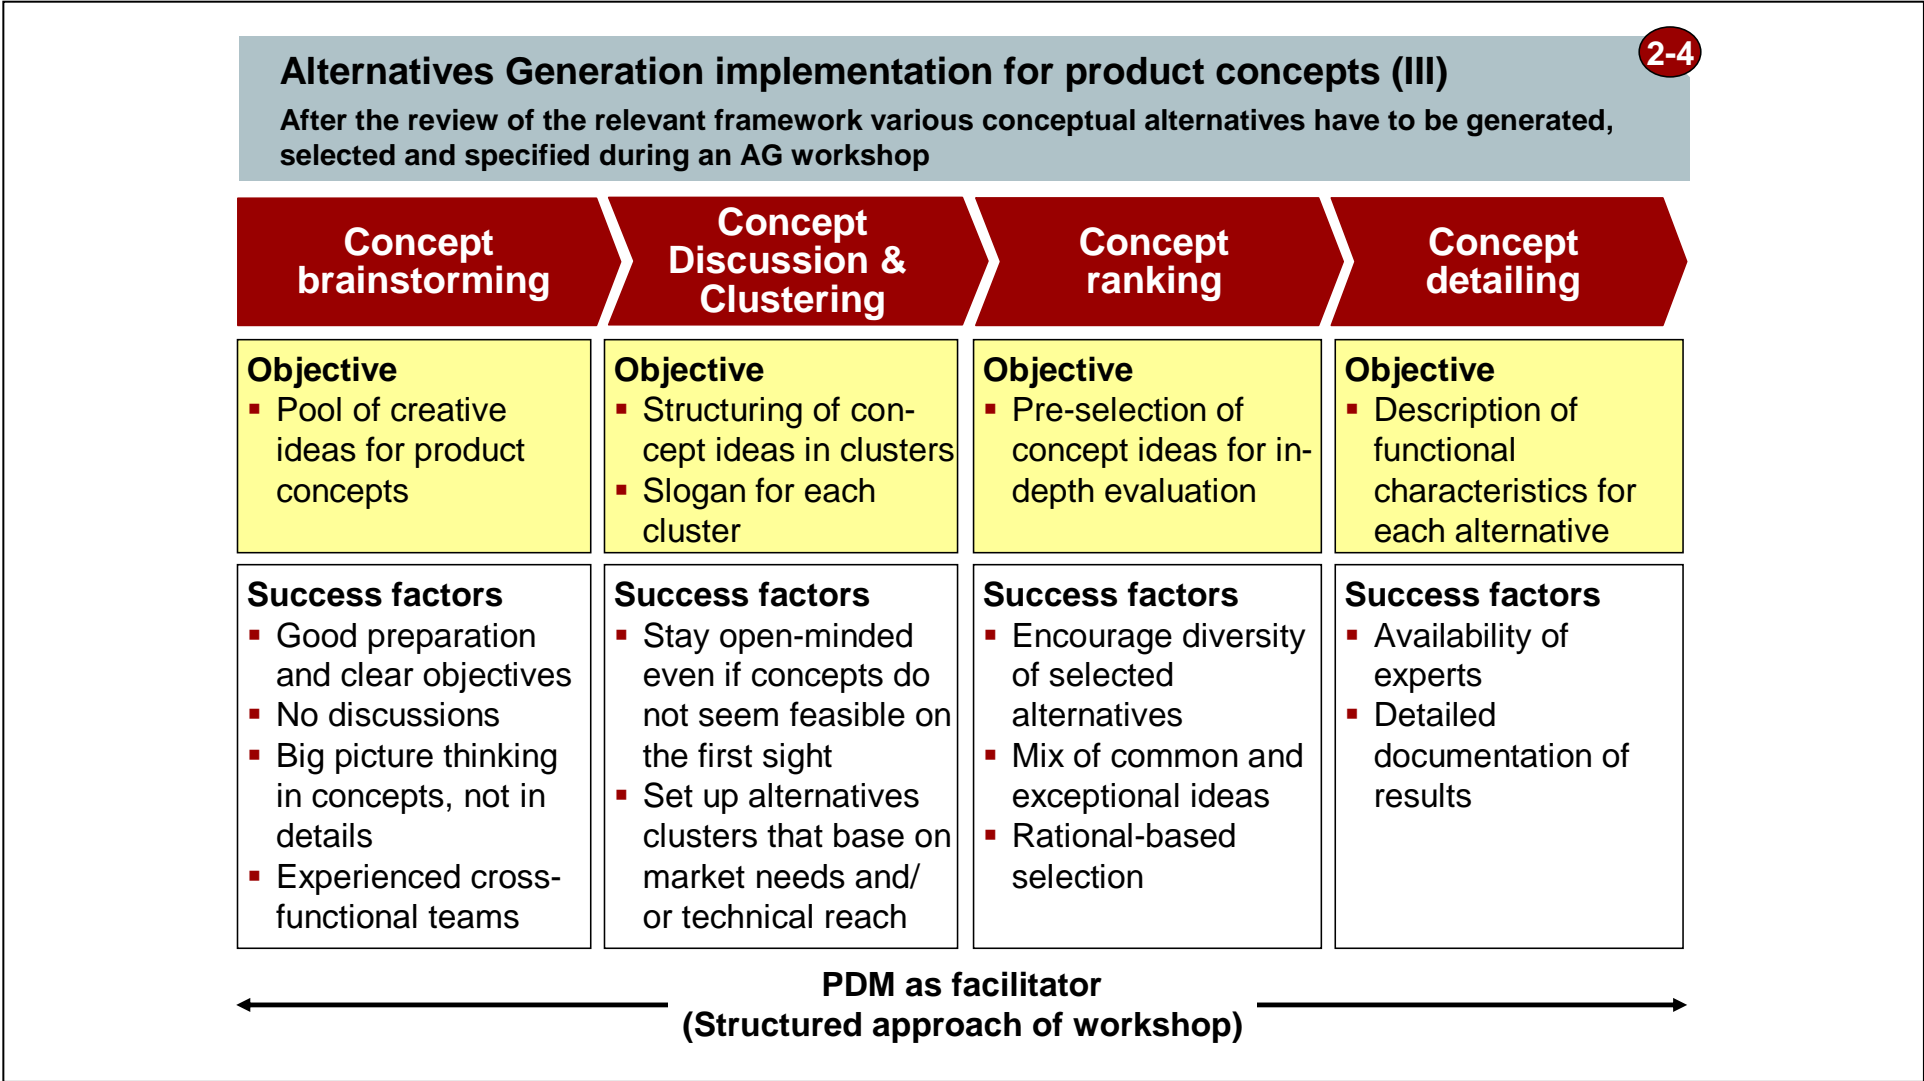 2-4
Alternatives Generation implementation for product concepts (III)
After the review of the relevant framework various conceptual alternatives have to be generated,
selected and specified during an AG workshop
Concept
brainstorming
Concept
Discussion &
Clustering
Concept
ranking
Concept
detailing
Objective
▪ Pool of creative
ideas for product
concepts
Objective
▪ Structuring of con-
cept ideas in clusters
▪ Slogan for each
cluster
Objective
▪ Pre-selection of
concept ideas for in-
depth evaluation
Objective
▪ Description of
functional
characteristics for
each alternative
Success factors
▪ Good preparation
and clear objectives
▪ No discussions
▪ Big picture thinking
in concepts, not in
details
▪ Experienced cross-
functional teams
Success factors
▪ Stay open-minded
even if concepts do
not seem feasible on
the first sight
▪ Set up alternatives
clusters that base on
market needs and/
or technical reach
Success factors
▪ Encourage diversity
of selected
alternatives
▪ Mix of common and
exceptional ideas
▪ Rational-based
selection
Success factors
▪ Availability of
experts
▪ Detailed
documentation of
results
PDM as facilitator
(Structured approach of workshop)